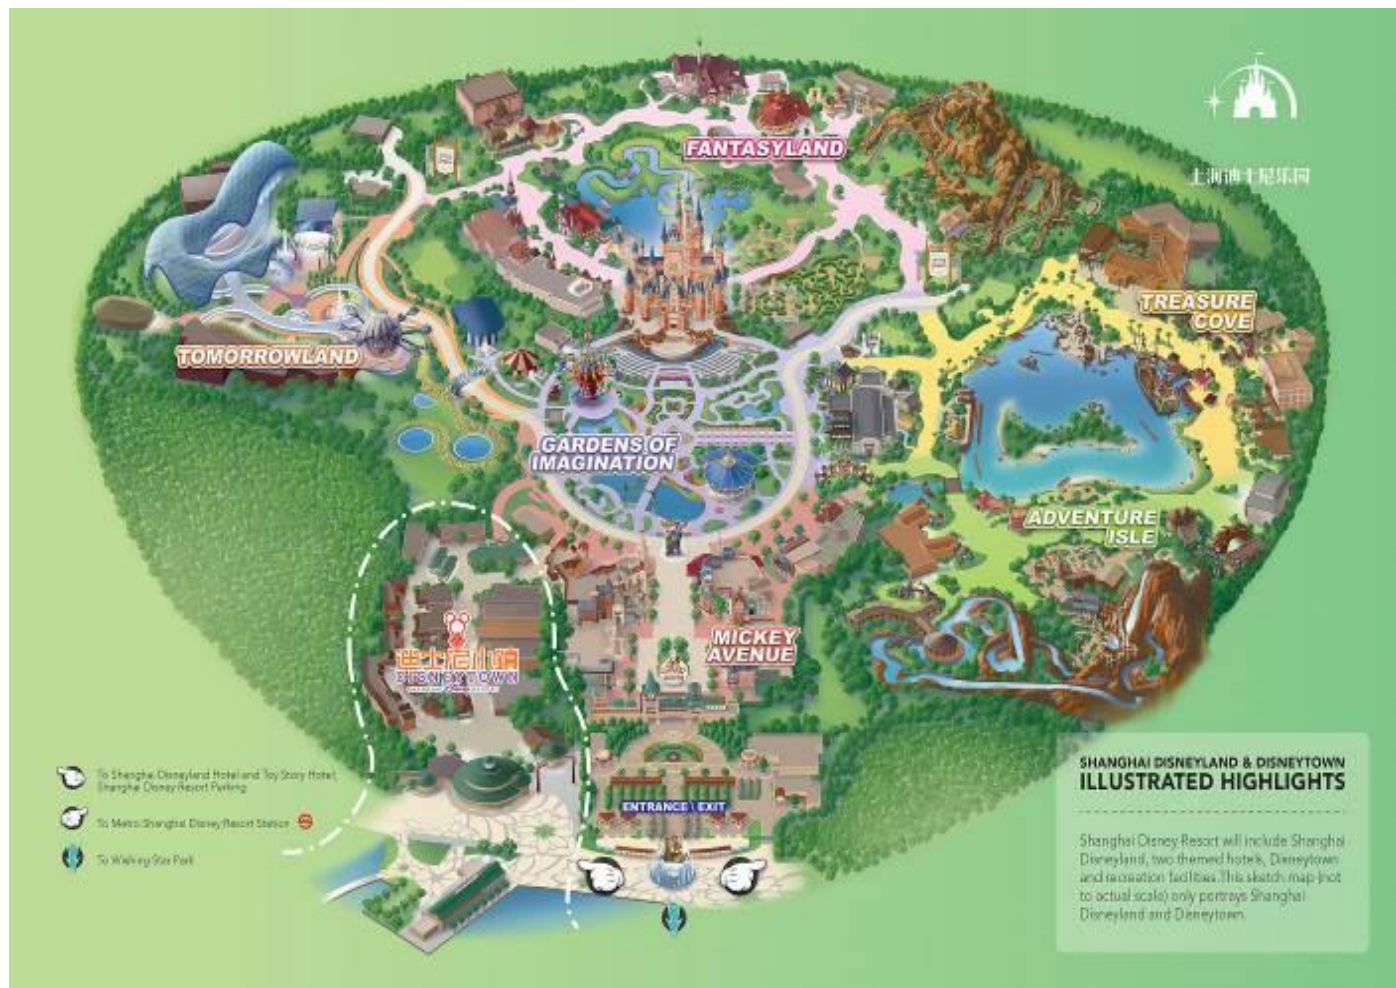 上海迪士尼乐园
FANTASYLAND
TREASURE
COVE
TOMORROWLAND
GARDENS OF
IMAGINATION
ADVENTURE
ISLE
MICKEY
AVENUE
迪士尼小镇
DISNEYTOWN
ENTRANCE \ EXIT
To Shanghai Disneyland Hotel and Toy Story Hotel,
Shanghai Disney Resort Parking
To Metro Shanghai Disney Resort Station
To Wishing Star Park
SHANGHAI DISNEYLAND & DISNEYTOWN
ILLUSTRATED HIGHLIGHTS
Shanghai Disney Resort will include Shanghai
Disneyland, two themed hotels, Disneytown
and recreation facilities. This sketch map (not
to actual scale) only portrays Shanghai
Disneyland and Disneytown.